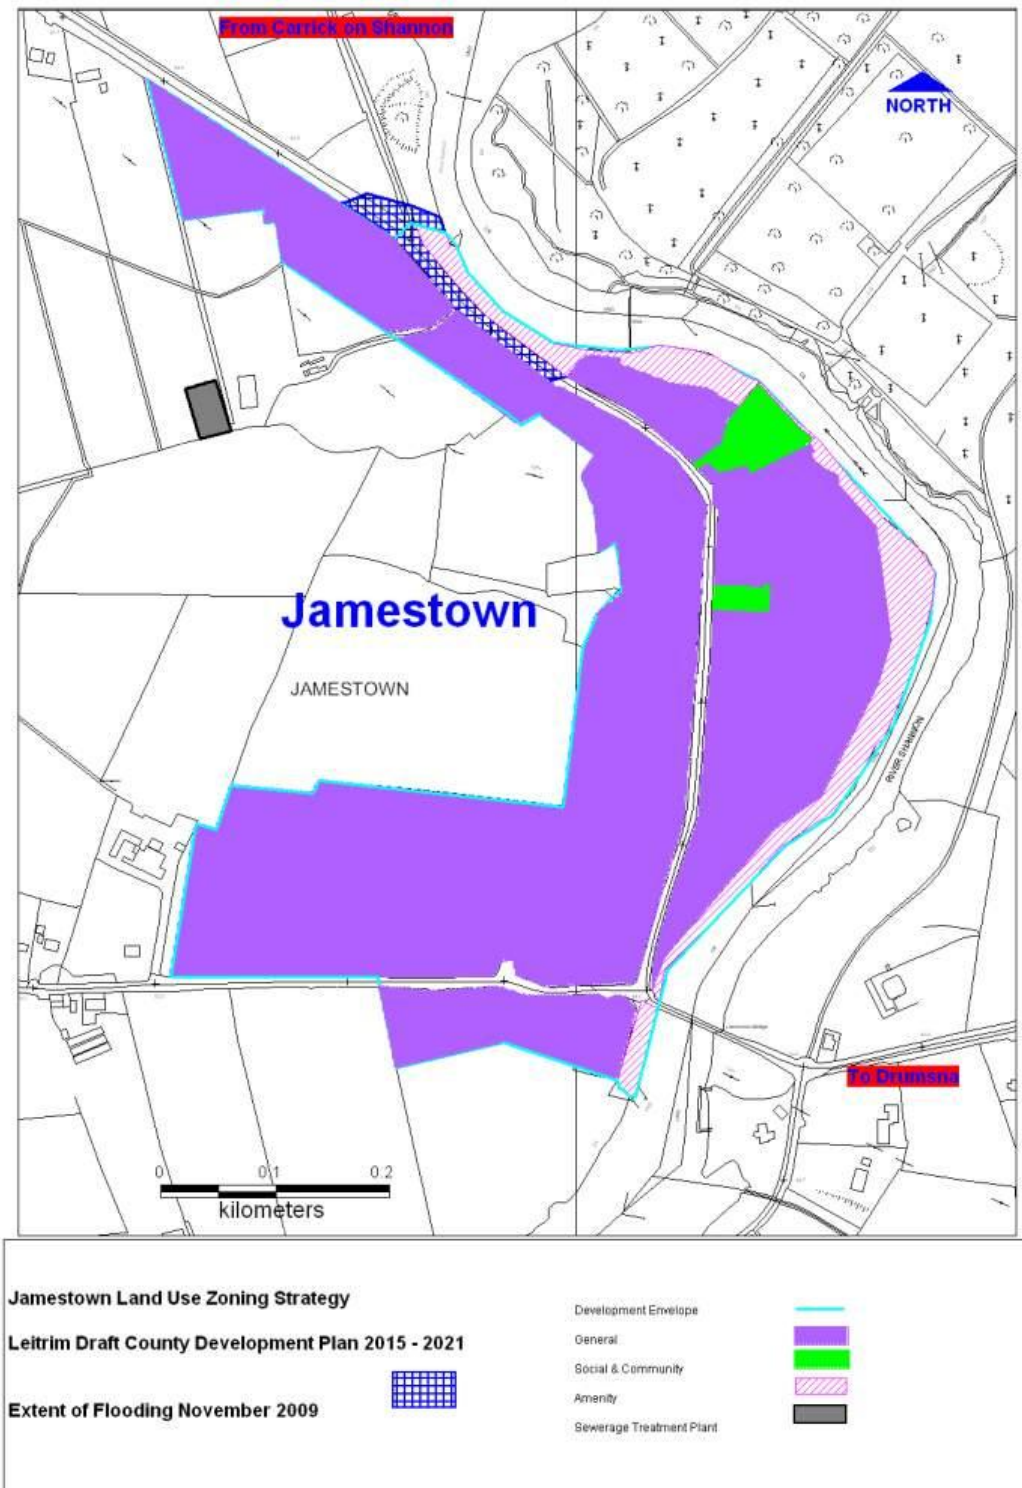 From Carrick on Shannon
NORTH
Jamestown
JAMESTOWN
RIVER SHANNON
To Drumsna
0 0.1 0.2
kilometers
Jamestown Land Use Zoning Strategy
Leitrim Draft County Development Plan 2015 - 2021
Extent of Flooding November 2009
Development Envelope
General
Social & Community
Amenity
Sewerage Treatment Plant